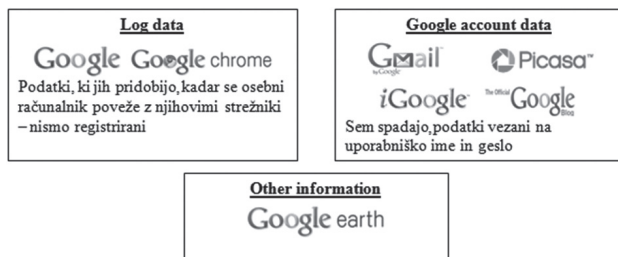 Log data
Google Google chrome
Podatki, ki jih pridobijo, kadar se osebni
računalnik poveže z njihovimi strežniki
– nismo registrirani
Google account data
Gmail by Google Picasa™
iGoogle™ The Official Google Blog
Sem spadajo, podatki vezani na
uporabniško ime in geslo
Other information
Google earth